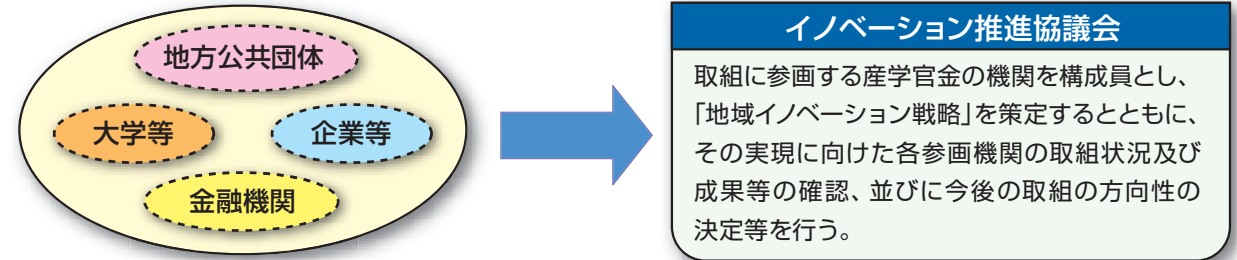 地方公共団体
大学等
企業等
金融機関
イノベーション推進協議会
取組に参画する産学官金の機関を構成員とし、
「地域イノベーション戦略」を策定するとともに、
その実現に向けた各参画機関の取組状況及び
成果等の確認、並びに今後の取組の方向性の
決定等を行う。